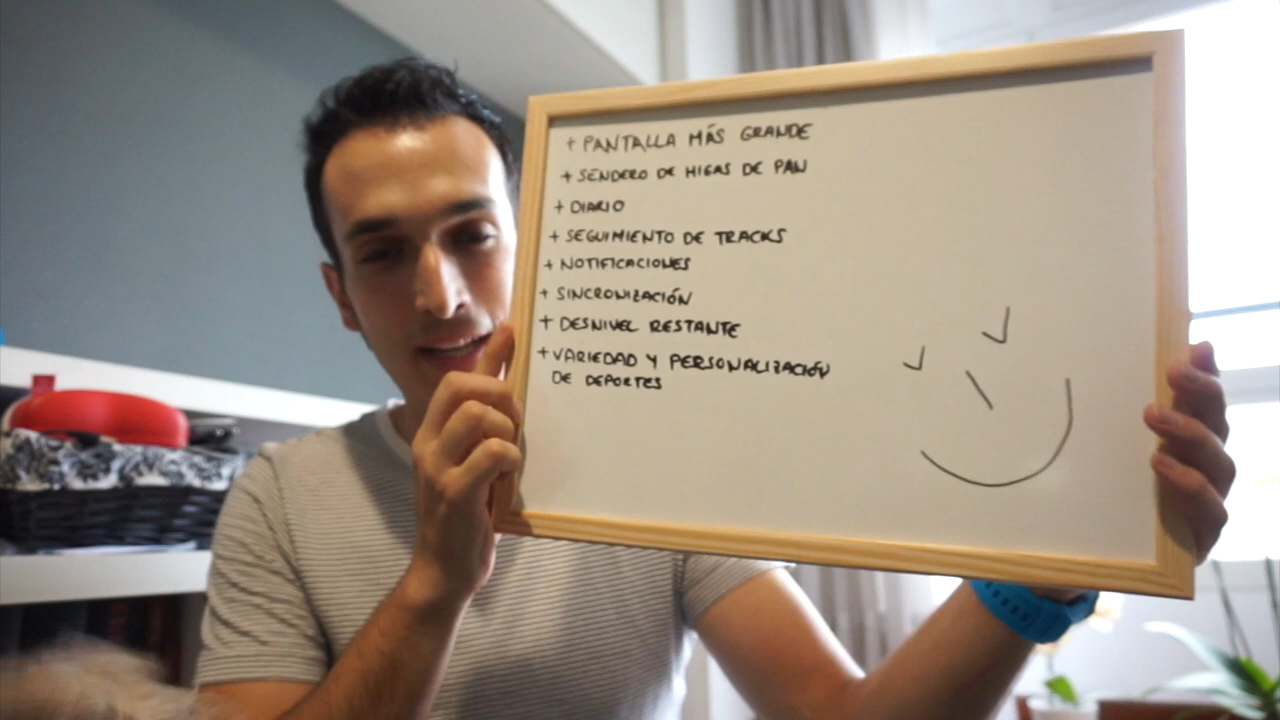 + PANTALLA MÁS GRANDE
+ SENDERO DE MIGAS DE PAN
+ DIARIO
+ SEGUIMIENTO DE TRACKS
+ NOTIFICACIONES
+ SINCRONIZACIÓN
+ DESNIVEL RESTANTE
+ VARIEDAD Y PERSONALIZACIÓN
DE DEPORTES